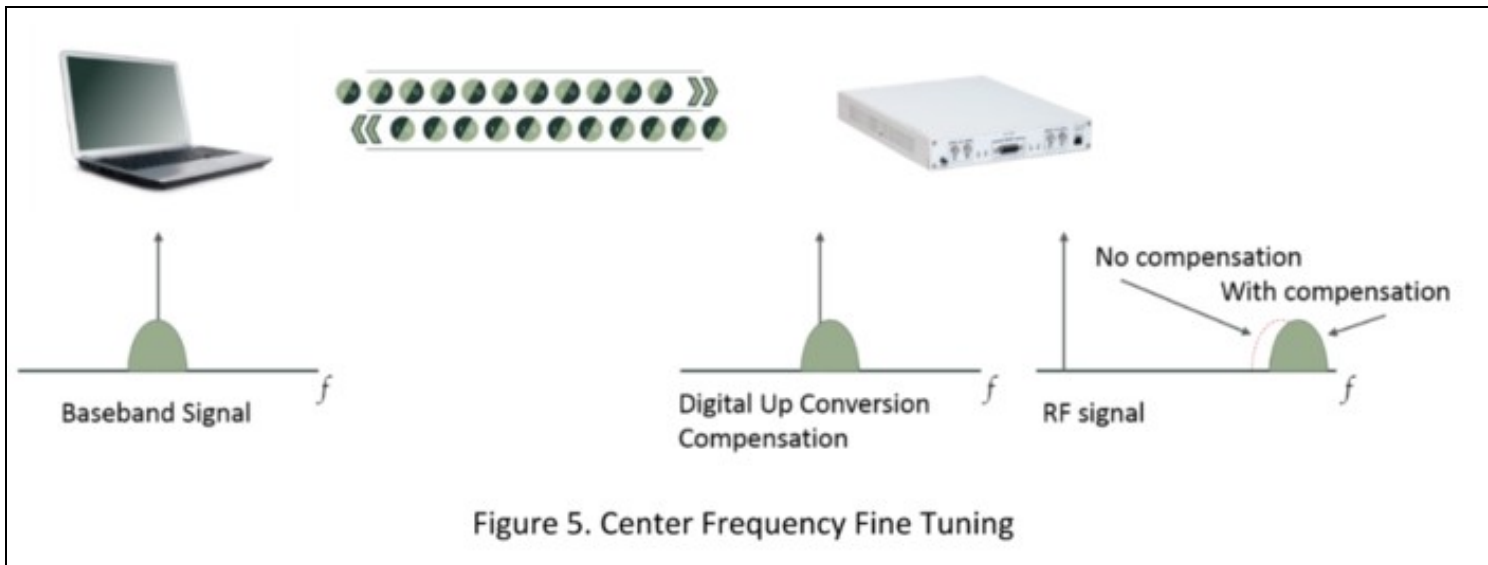 No compensation
With compensation
f
f
f
Baseband Signal
Digital Up Conversion
Compensation
RF signal
Figure 5. Center Frequency Fine Tuning